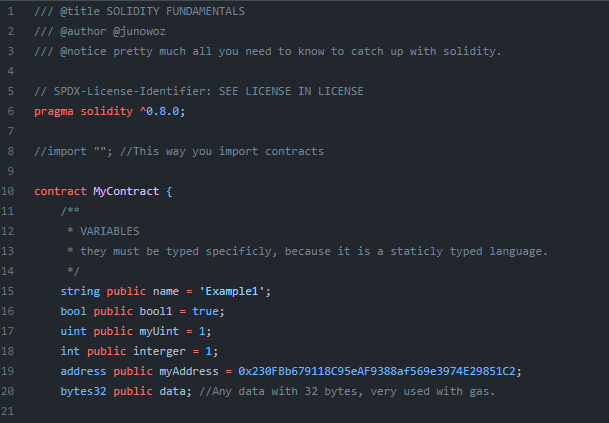 1 /// @title SOLIDITY FUNDAMENTALS
2 /// @author @junowoz
3 /// @notice pretty much all you need to know to catch up with solidity.
4
5 // SPDX-License-Identifier: SEE LICENSE IN LICENSE
6 pragma solidity ^0.8.0;
7
8 //import ""; //This way you import contracts
9
10 contract MyContract {
11     /**
12      * VARIABLES
13      * they must be typed specificly, because it is a staticly typed language.
14      */
15     string public name = 'Example1';
16     bool public bool1 = true;
17     uint public myUint = 1;
18     int public interger = 1;
19     address public myAddress = 0x230FBb679118C95eAF9388af569e3974E29851C2;
20     bytes32 public data; //Any data with 32 bytes, very used with gas.
21